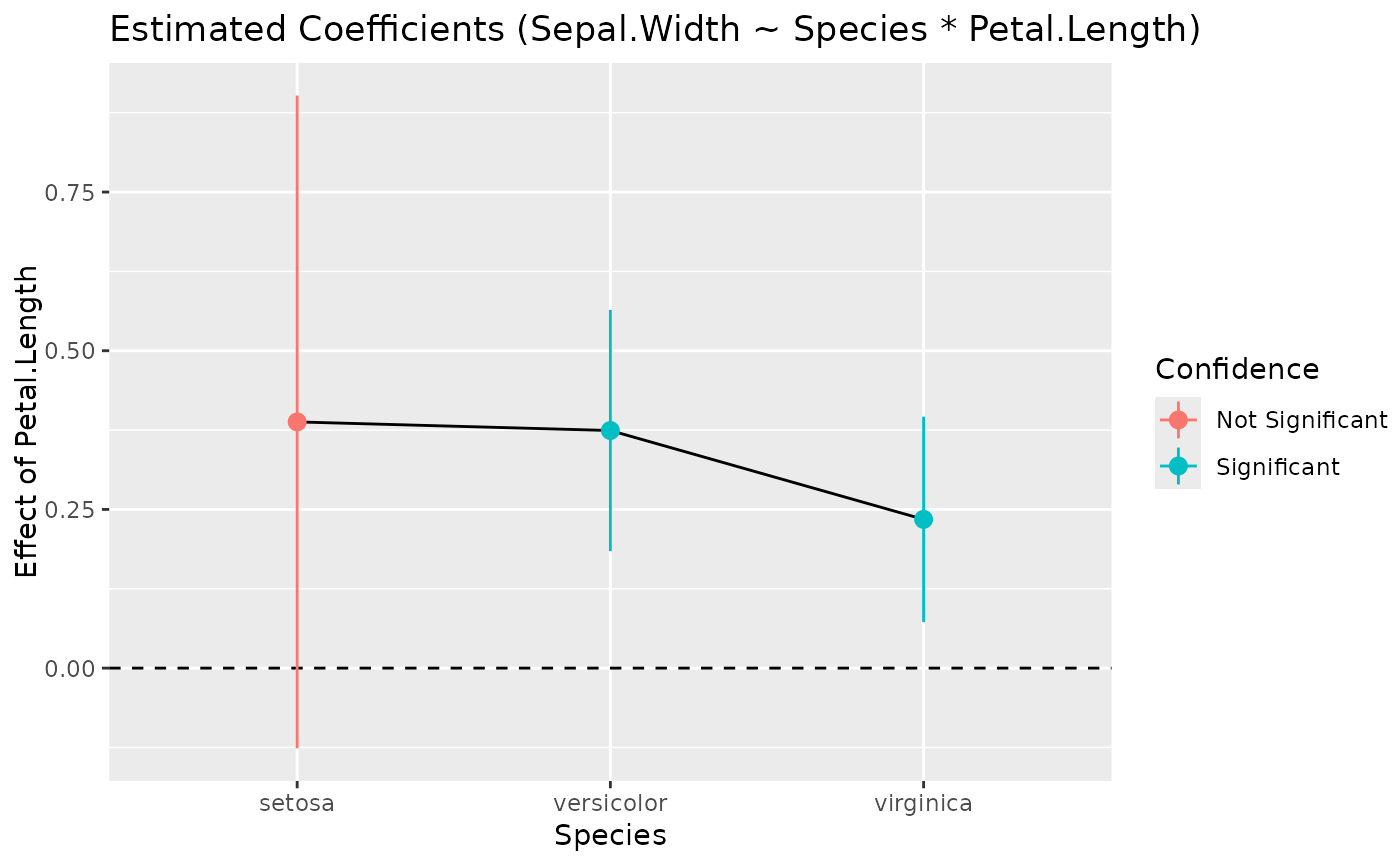 Estimated Coefficients (Sepal.Width ~ Species * Petal.Length)
Effect of Petal.Length
0.75
0.50
0.25
0.00
setosa versicolor virginica
Species
Confidence
Not Significant
Significant